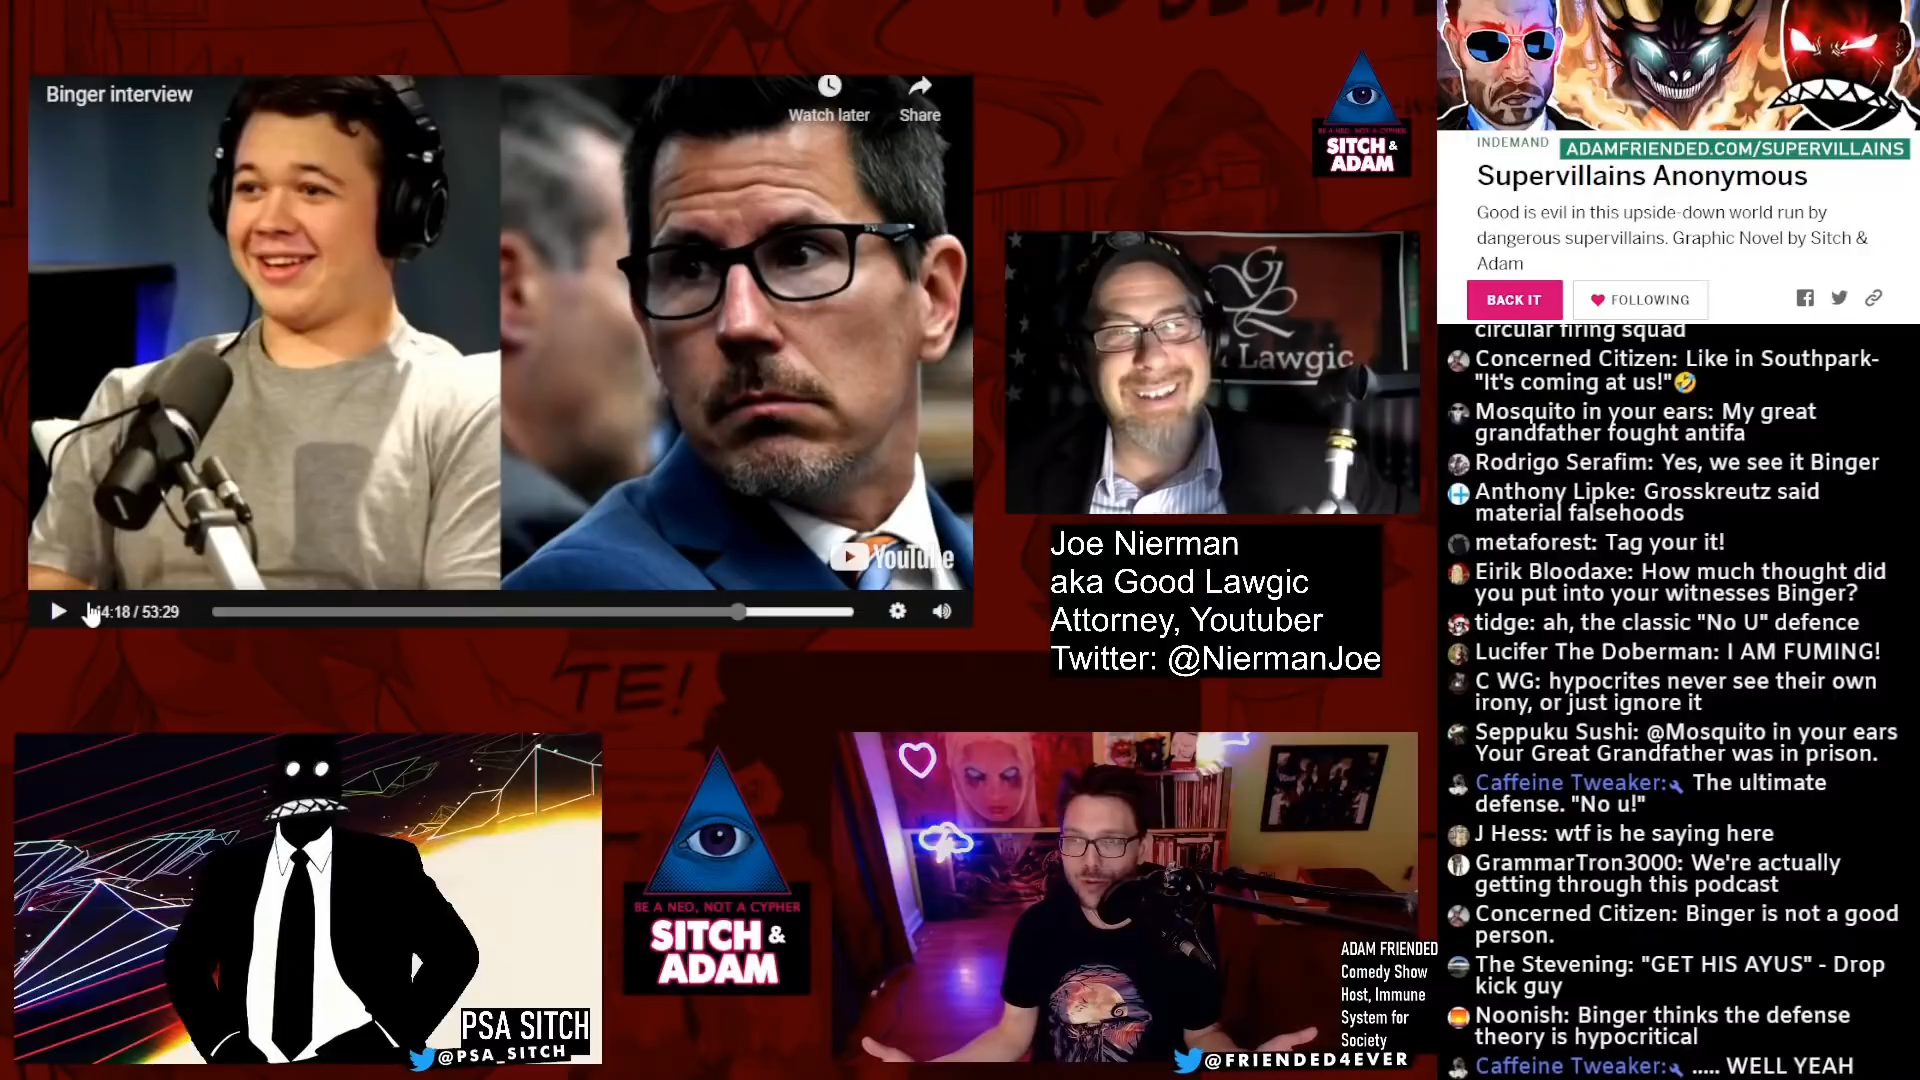 Binger interview
Watch later
Share
YouTube
4:18 / 53:29
BE A NEO, NOT A CYPHER
SITCH &
ADAM
Lawgic
Joe Nierman
aka Good Lawgic
Attorney, Youtuber
Twitter: @NiermanJoe
TE!
PSA SITCH
@PSA_SITCH
BE A NEO, NOT A CYPHER
SITCH &
ADAM
ADAM FRIENDED
Comedy Show
Host, Immune
System for
Society
@FRIENDED4EVER
INDEMAND
ADAMFRIENDED.COM/SUPERVILLAINS
Supervillains Anonymous
Good is evil in this upside-down world run by
dangerous supervillains. Graphic Novel by Sitch &
Adam
BACK IT
FOLLOWING
circular firing squad
Concerned Citizen: Like in Southpark-
"It's coming at us!"🤣
Mosquito in your ears: My great
grandfather fought antifa
Rodrigo Serafim: Yes, we see it Binger
Anthony Lipke: Grosskreutz said
material falsehoods
metaforest: Tag your it!
Eirik Bloodaxe: How much thought did
you put into your witnesses Binger?
tidge: ah, the classic "No U" defence
Lucifer The Doberman: I AM FUMING!
C WG: hypocrites never see their own
irony, or just ignore it
Seppuku Sushi: @Mosquito in your ears
Your Great Grandfather was in prison.
Caffeine Tweaker: The ultimate
defense. "No u!"
J Hess: wtf is he saying here
GrammarTron3000: We're actually
getting through this podcast
Concerned Citizen: Binger is not a good
person.
The Stevening: "GET HIS AYUS" - Drop
kick guy
Noonish: Binger thinks the defense
theory is hypocritical
Caffeine Tweaker: ..... WELL YEAH